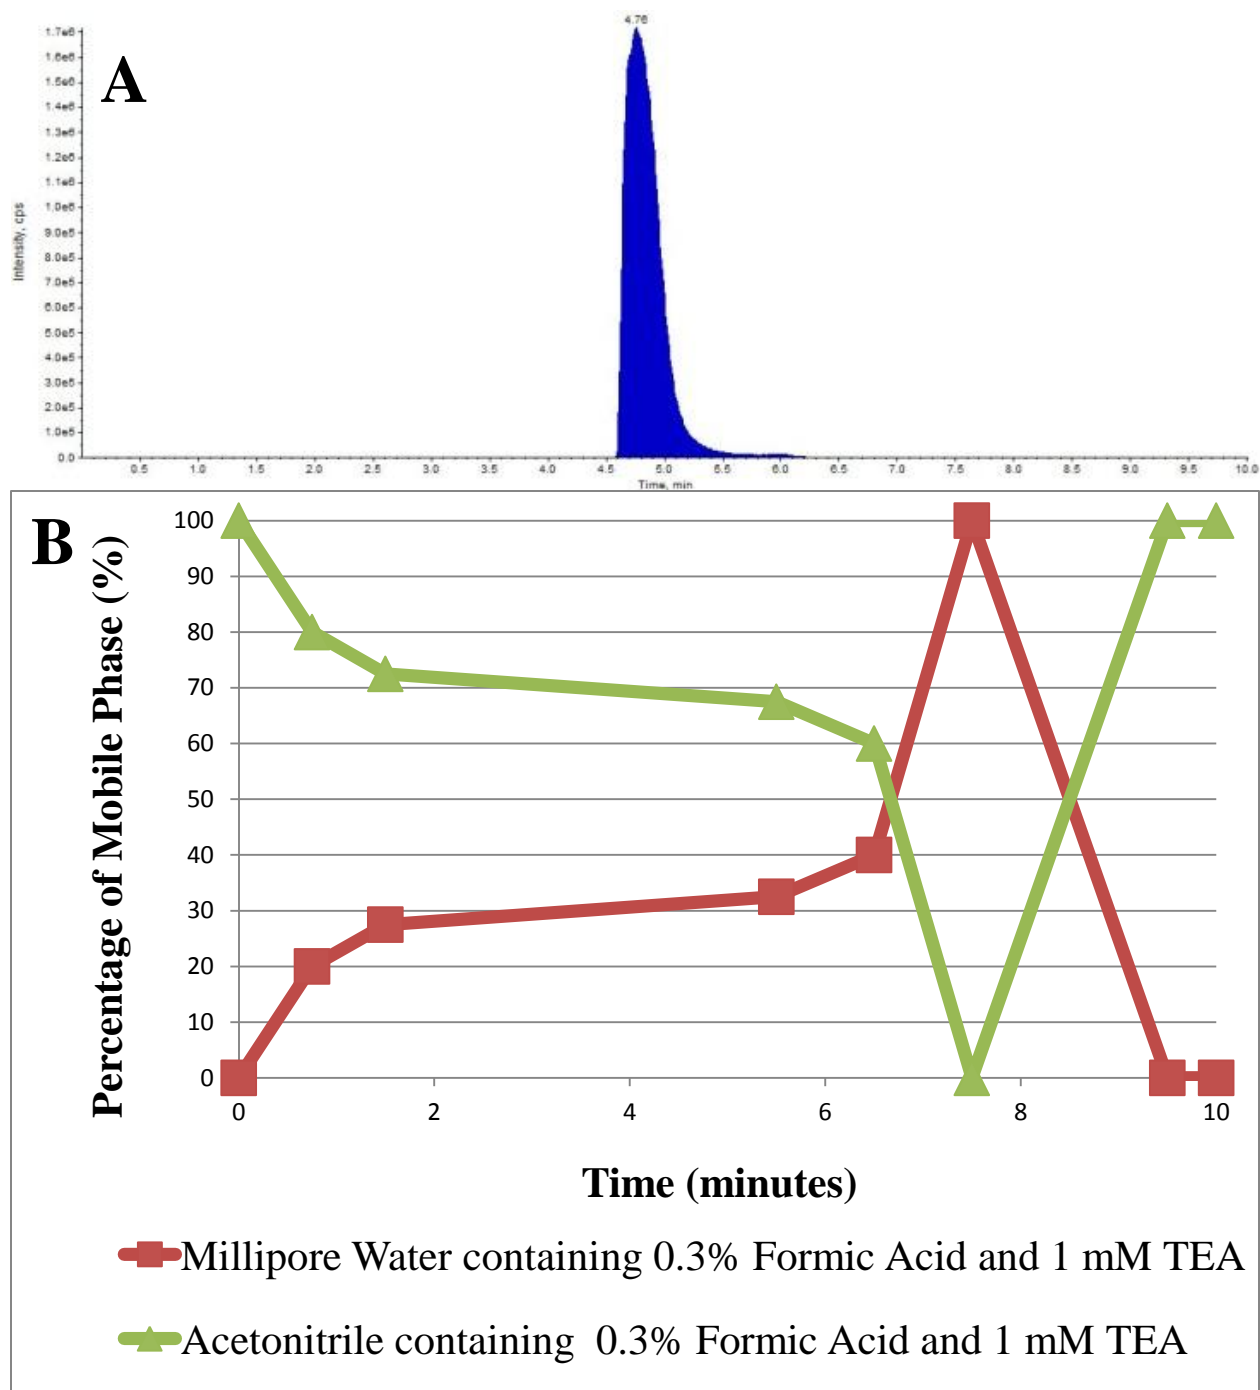 4.76
A
1.7e6
1.6e6
1.5e6
1.4e6
1.3e6
1.2e6
1.1e6
1.0e6
9.0e5
8.0e5
7.0e5
6.0e5
5.0e5
4.0e5
3.0e5
2.0e5
1.0e5
0.0
Intensity, cps
0.5 1.0 1.5 2.0 2.5 3.0 3.5 4.0 4.5 5.0 5.5 6.0 6.5 7.0 7.5 8.0 8.5 9.0 9.5 10.0
Time, min
B
Percentage of Mobile Phase (%)
100
90
80
70
60
50
40
30
20
10
0
0 2 4 6 8 10
Time (minutes)
Millipore Water containing 0.3% Formic Acid and 1 mM TEA
Acetonitrile containing 0.3% Formic Acid and 1 mM TEA